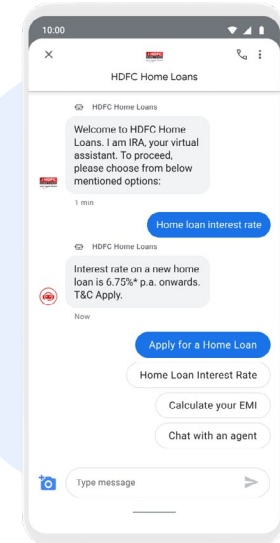 10:00
HDFC Home Loans
HDFC Home Loans
Welcome to HDFC Home
Loans. I am IRA, your virtual
assistant. To proceed,
please choose from below
mentioned options:
1 min
Home loan interest rate
HDFC Home Loans
Interest rate on a new home
loan is 6.75%* p.a. onwards.
T&C Apply.
Now
Apply for a Home Loan
Home Loan Interest Rate
Calculate your EMI
Chat with an agent
Type message